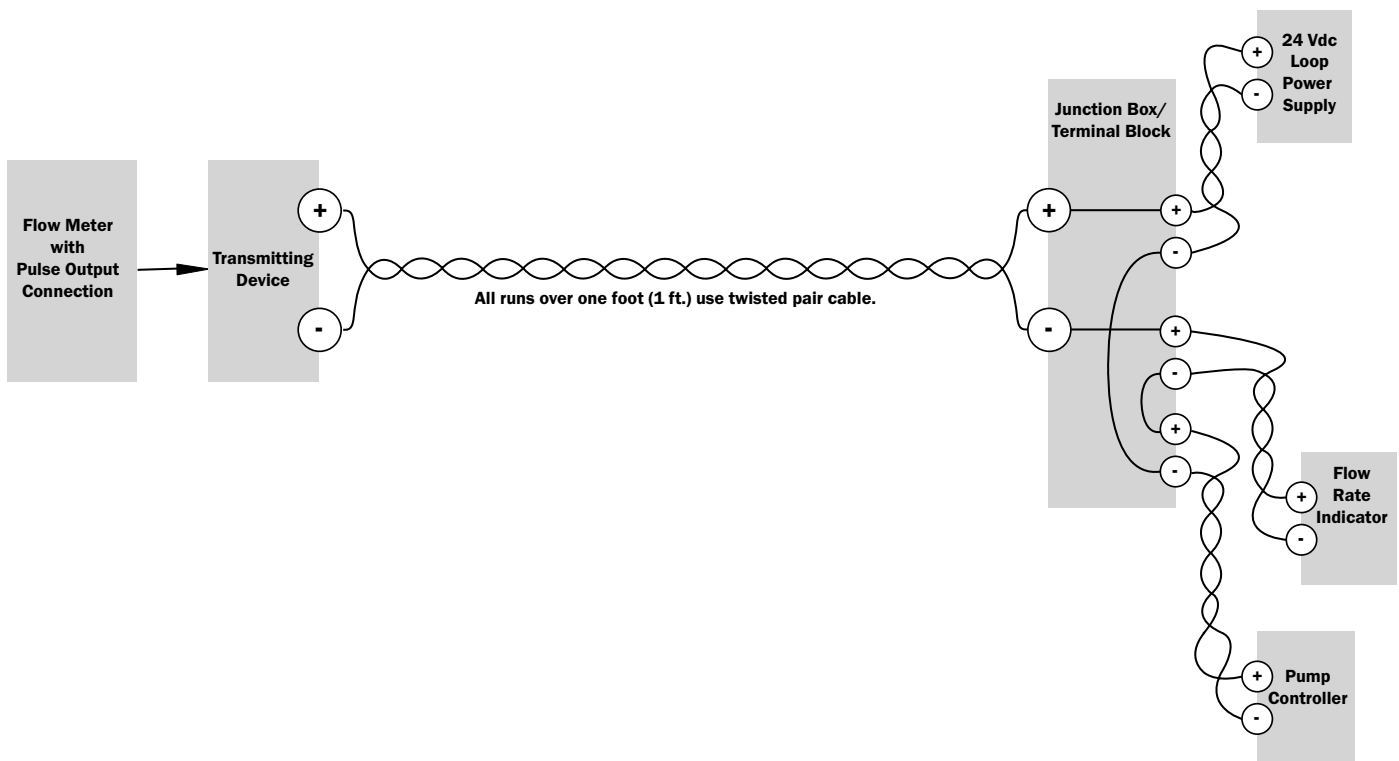 Flow Meter
with
Pulse Output
Connection
Transmitting
Device
+
-
All runs over one foot (1 ft.) use twisted pair cable.
Junction Box/
Terminal Block
+
-
+
-
+
-
+
-
24 Vdc
Loop
Power
Supply
+
-
Flow
Rate
Indicator
+
-
Pump
Controller
+
-